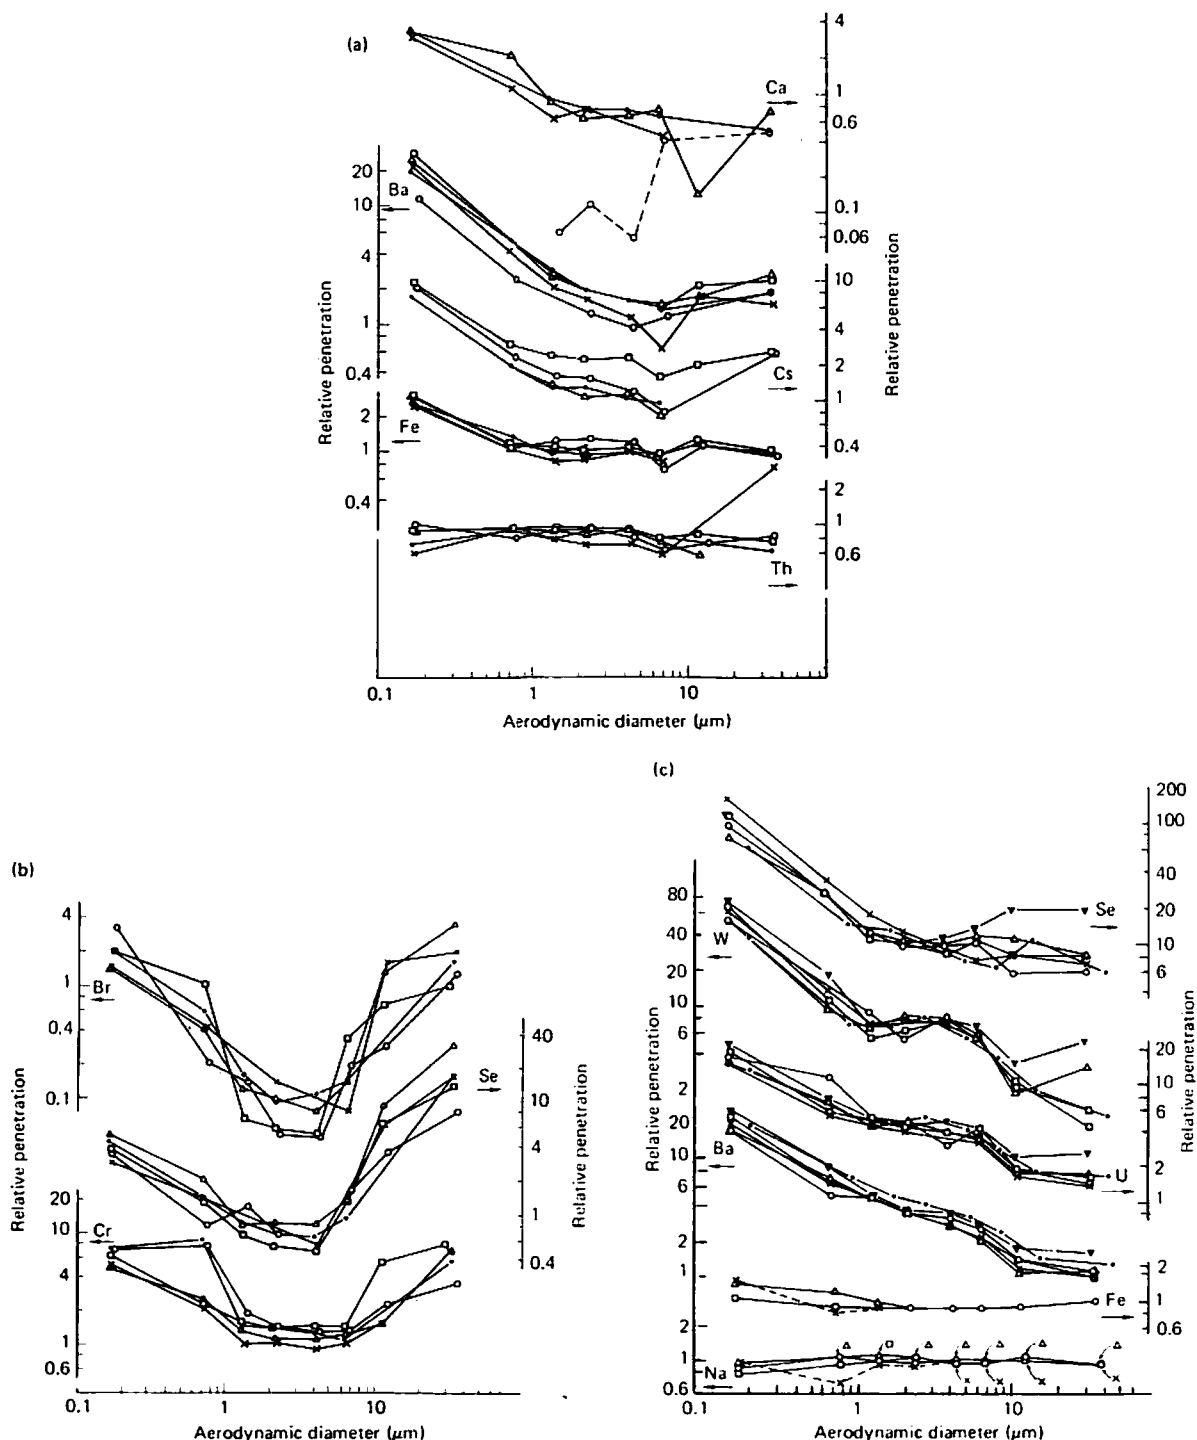 (a)
4
Ca
1
0.6
20
Ba
10
0.1
0.06
4
10
1
4
0.4
2
Cs
1
2
Fe
1
0.4
0.4
2
1
0.6
Th
Relative penetration
Relative penetration
0.1
1
10
Aerodynamic diameter (μm)
(b)
4
1
Br
0.4
0.1
40
Se
10
4
1
0.4
20
Cr
10
4
1
0.6
Relative penetration
Relative penetration
0.1
1
10
Aerodynamic diameter (μm)
(c)
200
100
40
20
Se
10
6
80
W
40
20
10
6
2
20
10
6
2
U
1
20
Ba
10
6
2
1
2
1
Fe
0.6
2
1
Na
0.6
Relative penetration
Relative penetration
Relative penetration
0.1
1
10
Aerodynamic diameter (μm)